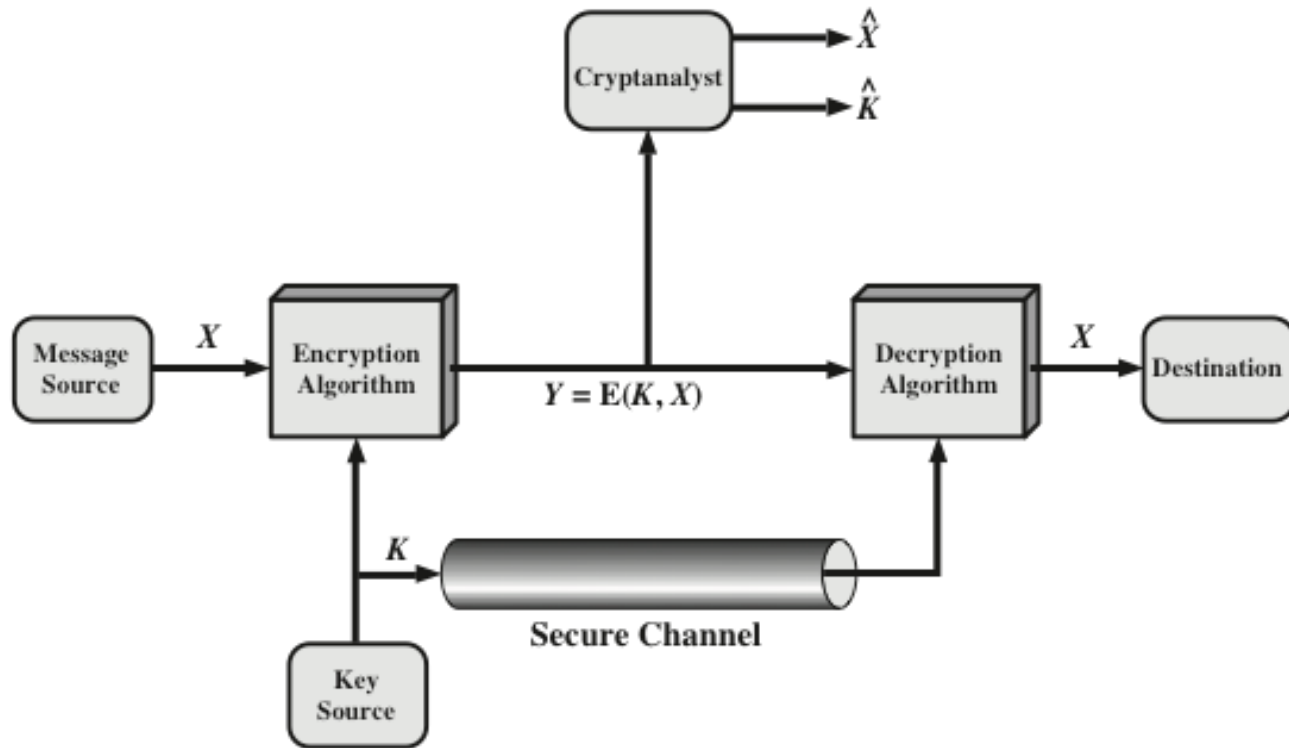 X̂
Cryptanalyst
K̂
Message
Source
X
Encryption
Algorithm
Y = E(K, X)
Decryption
Algorithm
X
Destination
K
Secure Channel
Key
Source